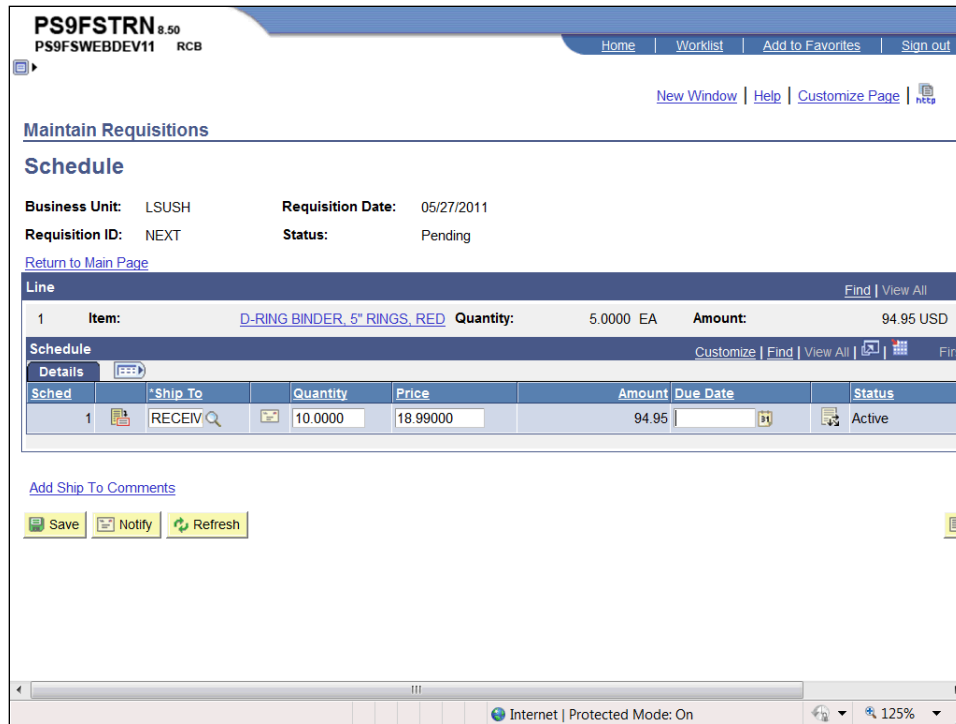 PS9FSTRN 8.50
PS9FSWEBDEV11 RCB
Home | Worklist | Add to Favorites | Sign out
New Window | Help | Customize Page | http
Maintain Requisitions
Schedule
Business Unit: LSUSH Requisition Date: 05/27/2011
Requisition ID: NEXT Status: Pending
Return to Main Page
Line Find | View All
1 Item: D-RING BINDER, 5" RINGS, RED Quantity: 5.0000 EA Amount: 94.95 USD
Schedule Customize | Find | View All | Fin
Details
Sched *Ship To Quantity Price Amount Due Date Status
1 RECEIV 10.0000 18.99000 94.95 31 Active
Add Ship To Comments
Save Notify Refresh
Internet | Protected Mode: On 125%